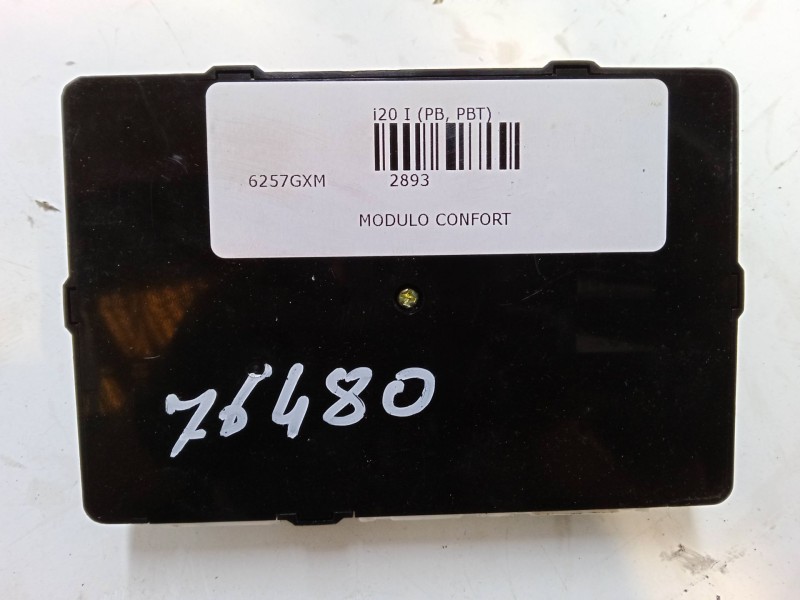 i20 I (PB, PBT)
6257GXM 2893
MODULO CONFORT
76480